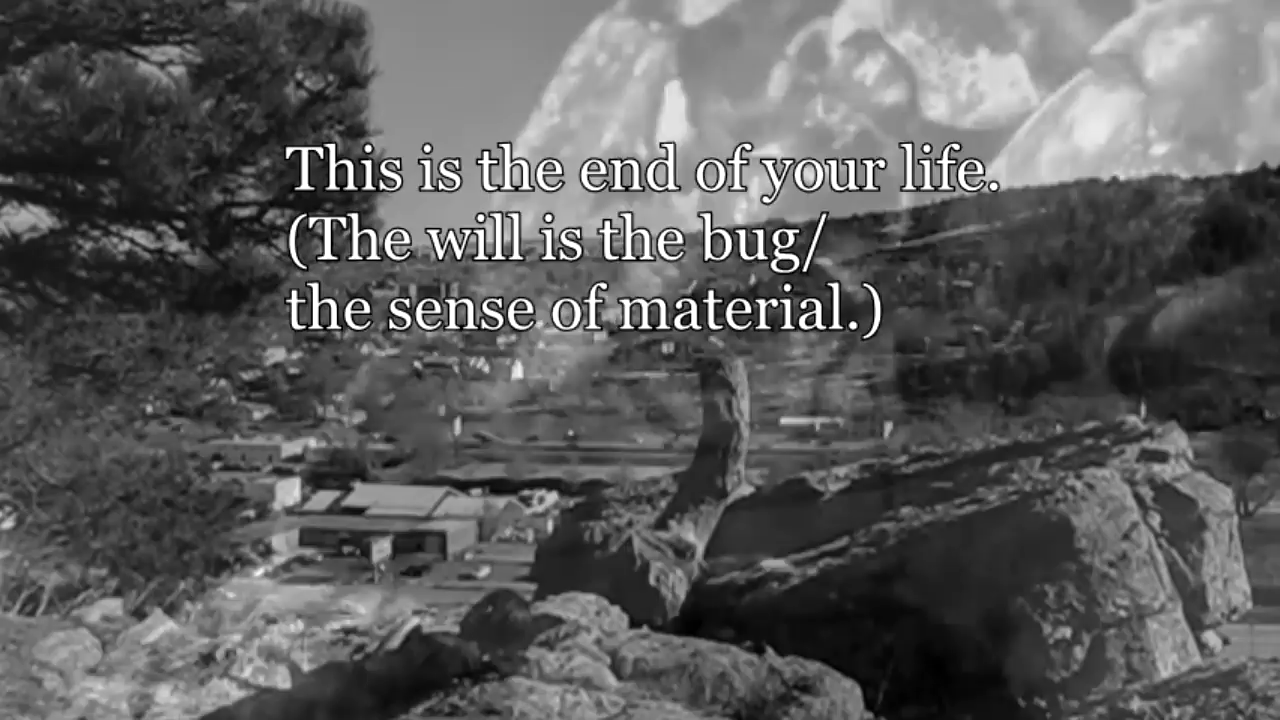 This is the end of your life.
(The will is the bug/
the sense of material.)